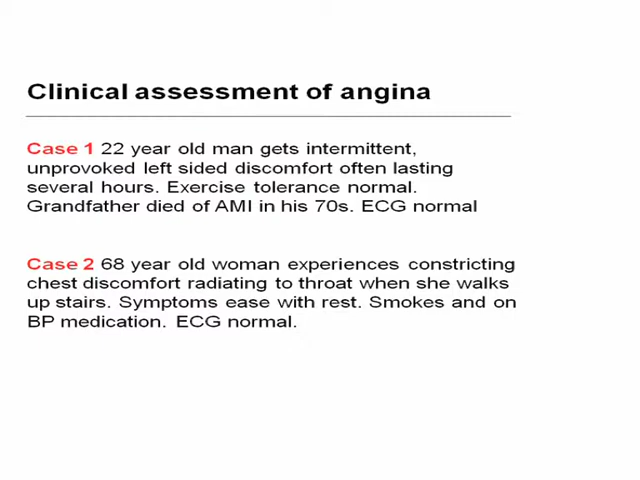 Clinical assessment of angina
Case 1 22 year old man gets intermittent,
unprovoked left sided discomfort often lasting
several hours. Exercise tolerance normal.
Grandfather died of AMI in his 70s. ECG normal
Case 2 68 year old woman experiences constricting
chest discomfort radiating to throat when she walks
up stairs. Symptoms ease with rest. Smokes and on
BP medication. ECG normal.